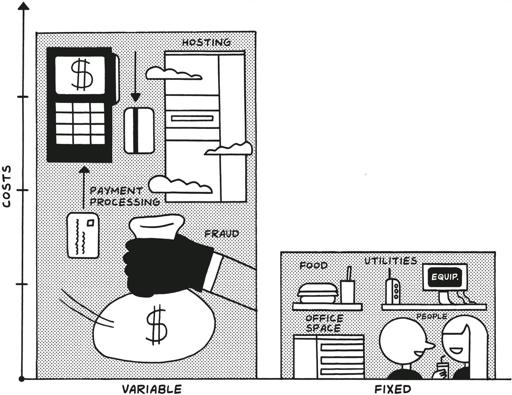 COSTS
HOSTING
$
PAYMENT
PROCESSING
FRAUD
$
VARIABLE
FOOD
UTILITIES
EQUIP.
OFFICE
SPACE
PEOPLE
FIXED